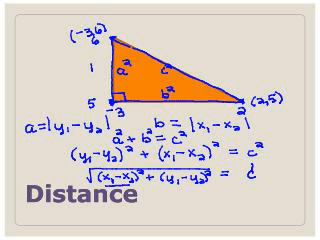 (-3,6)
6
1 a² c²
b²
5 -3 2 (2,5)
a=|y₁-y₂| b=|x₁-x₂|
a²+b²=c²
(y₁-y₂)²+(x₁-x₂)²=c²
√(x₁-x₂)²+(y₁-y₂)² = c
Distance